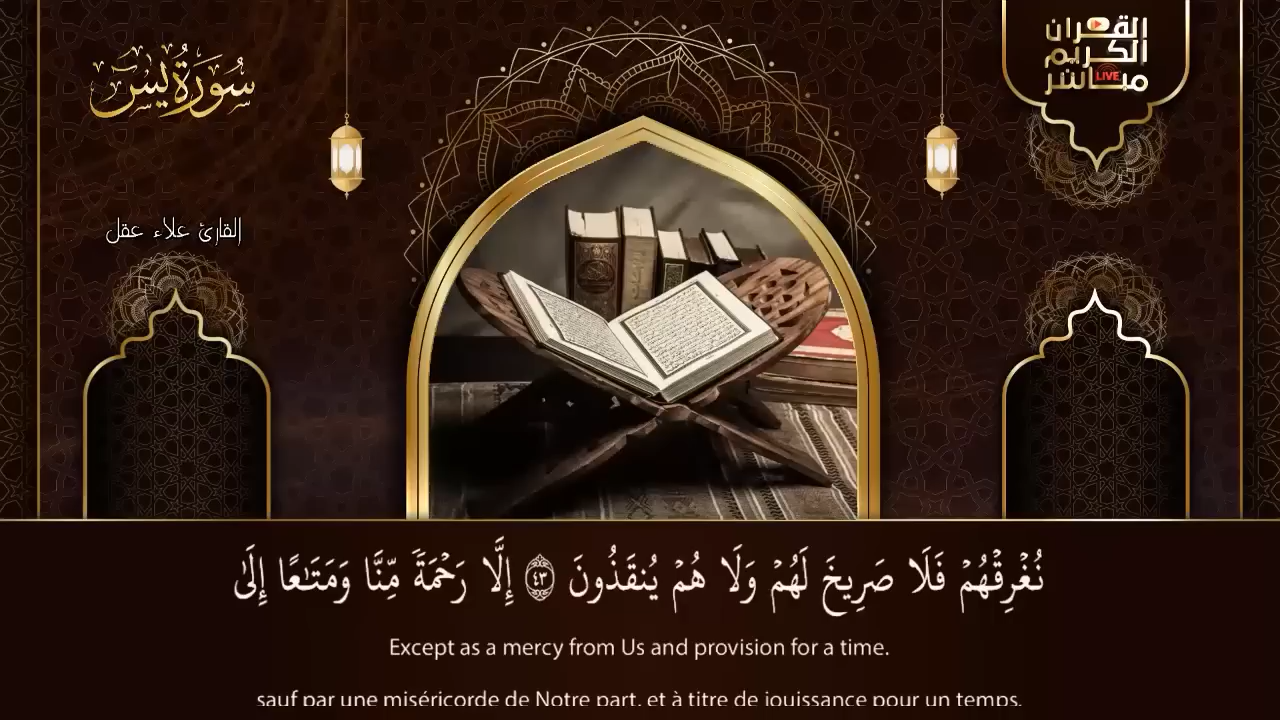 سُورَةُ يسٓ
القران
الكريم
مباشر
LIVE
القارئ علاء عقل
نُغْرِقْهُمْ فَلَا صَرِيخَ لَهُمْ وَلَا هُمْ يُنقَذُونَ ٤٣ إِلَّا رَحْمَةً مِّنَّا وَمَتَـٰعًا إِلَىٰ
Except as a mercy from Us and provision for a time.
sauf par une miséricorde de Notre part, et à titre de jouissance pour un temps.